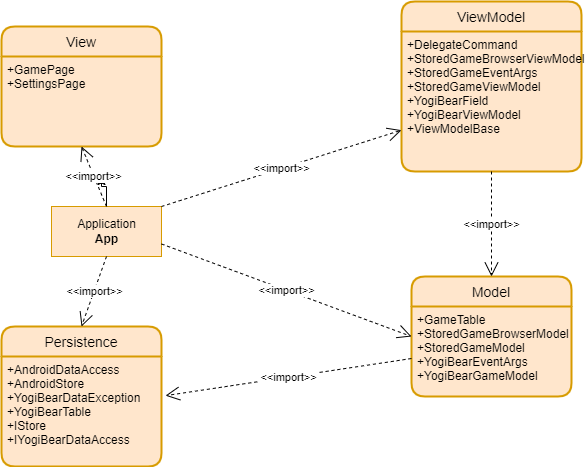 View
+GamePage
+SettingsPage
ViewModel
+DelegateCommand
+StoredGameBrowserViewModel
+StoredGameEventArgs
+StoredGameViewModel
+YogiBearField
+YogiBearViewModel
+ViewModelBase
<<import>>
<<import>>
Application
App
<<import>>
<<import>>
<<import>>
Model
+GameTable
+StoredGameBrowserModel
+StoredGameModel
+YogiBearEventArgs
+YogiBearGameModel
<<import>>
Persistence
+AndroidDataAccess
+AndroidStore
+YogiBearDataException
+YogiBearTable
+IStore
+IYogiBearDataAccess